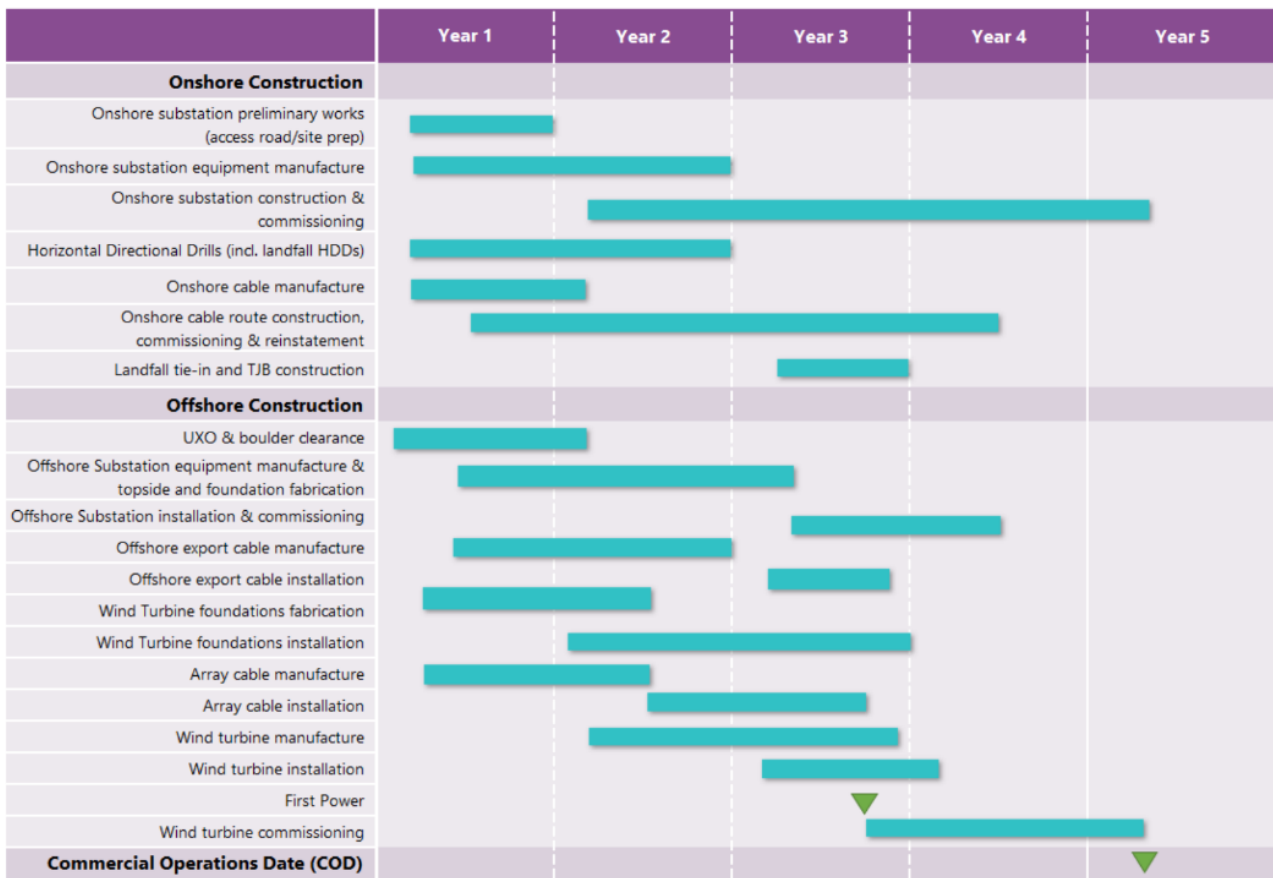 Year 1
Year 2
Year 3
Year 4
Year 5
Onshore Construction
Onshore substation preliminary works
(access road/site prep)
Onshore substation equipment manufacture
Onshore substation construction &
commissioning
Horizontal Directional Drills (incl. landfall HDDs)
Onshore cable manufacture
Onshore cable route construction,
commissioning & reinstatement
Landfall tie-in and TJB construction
Offshore Construction
UXO & boulder clearance
Offshore Substation equipment manufacture &
topside and foundation fabrication
Offshore Substation installation & commissioning
Offshore export cable manufacture
Offshore export cable installation
Wind Turbine foundations fabrication
Wind Turbine foundations installation
Array cable manufacture
Array cable installation
Wind turbine manufacture
Wind turbine installation
First Power
Wind turbine commissioning
Commercial Operations Date (COD)